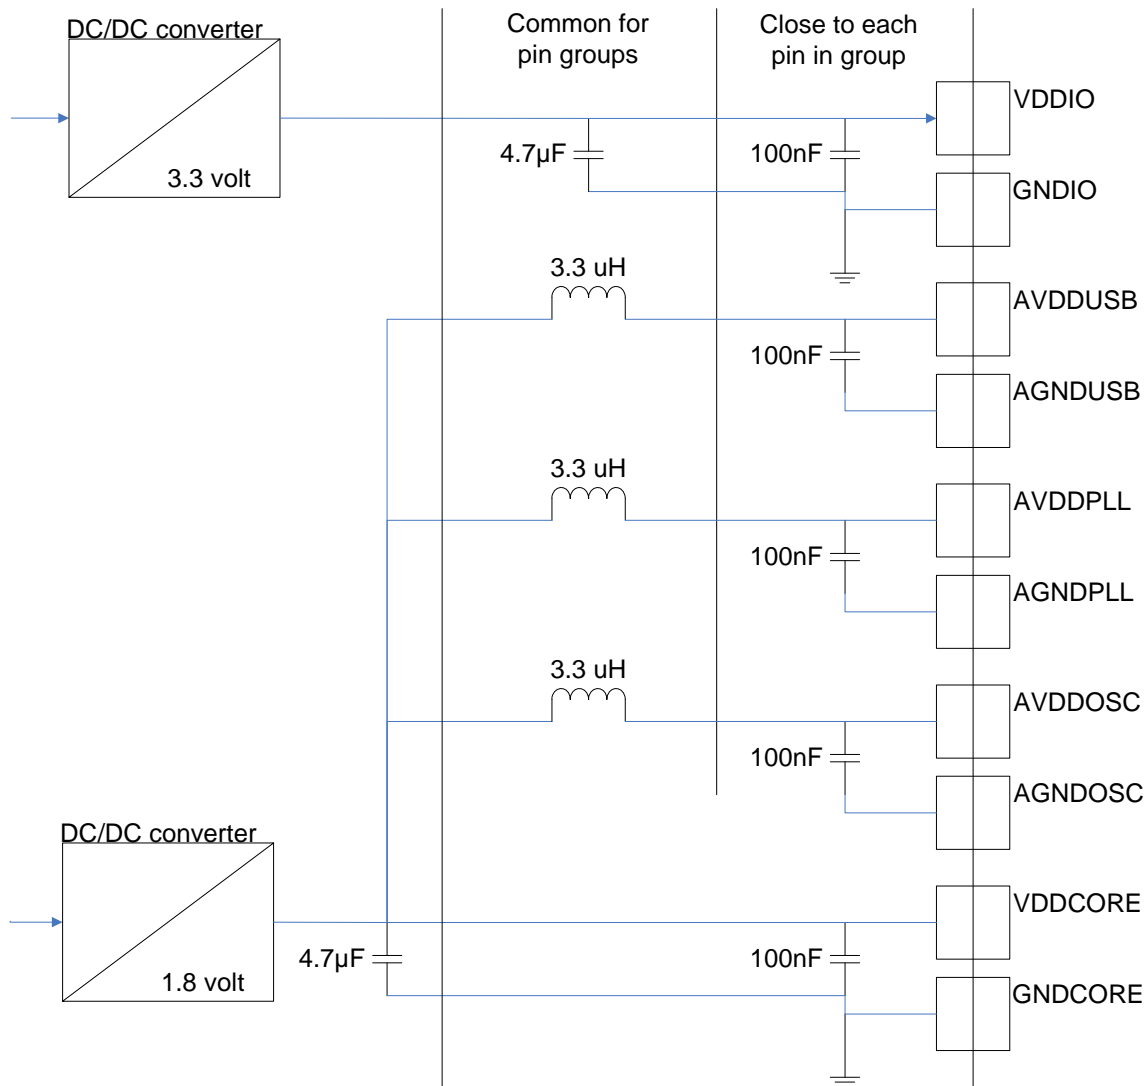 DC/DC converter
3.3 volt
Common for
pin groups
Close to each
pin in group
VDDIO
4.7µF
100nF
GNDIO
3.3 uH
AVDDUSB
100nF
AGNDUSB
3.3 uH
AVDDPLL
100nF
AGNDPLL
3.3 uH
AVDDOSC
100nF
AGNDOSC
DC/DC converter
1.8 volt
VDDCORE
4.7µF
100nF
GNDCORE